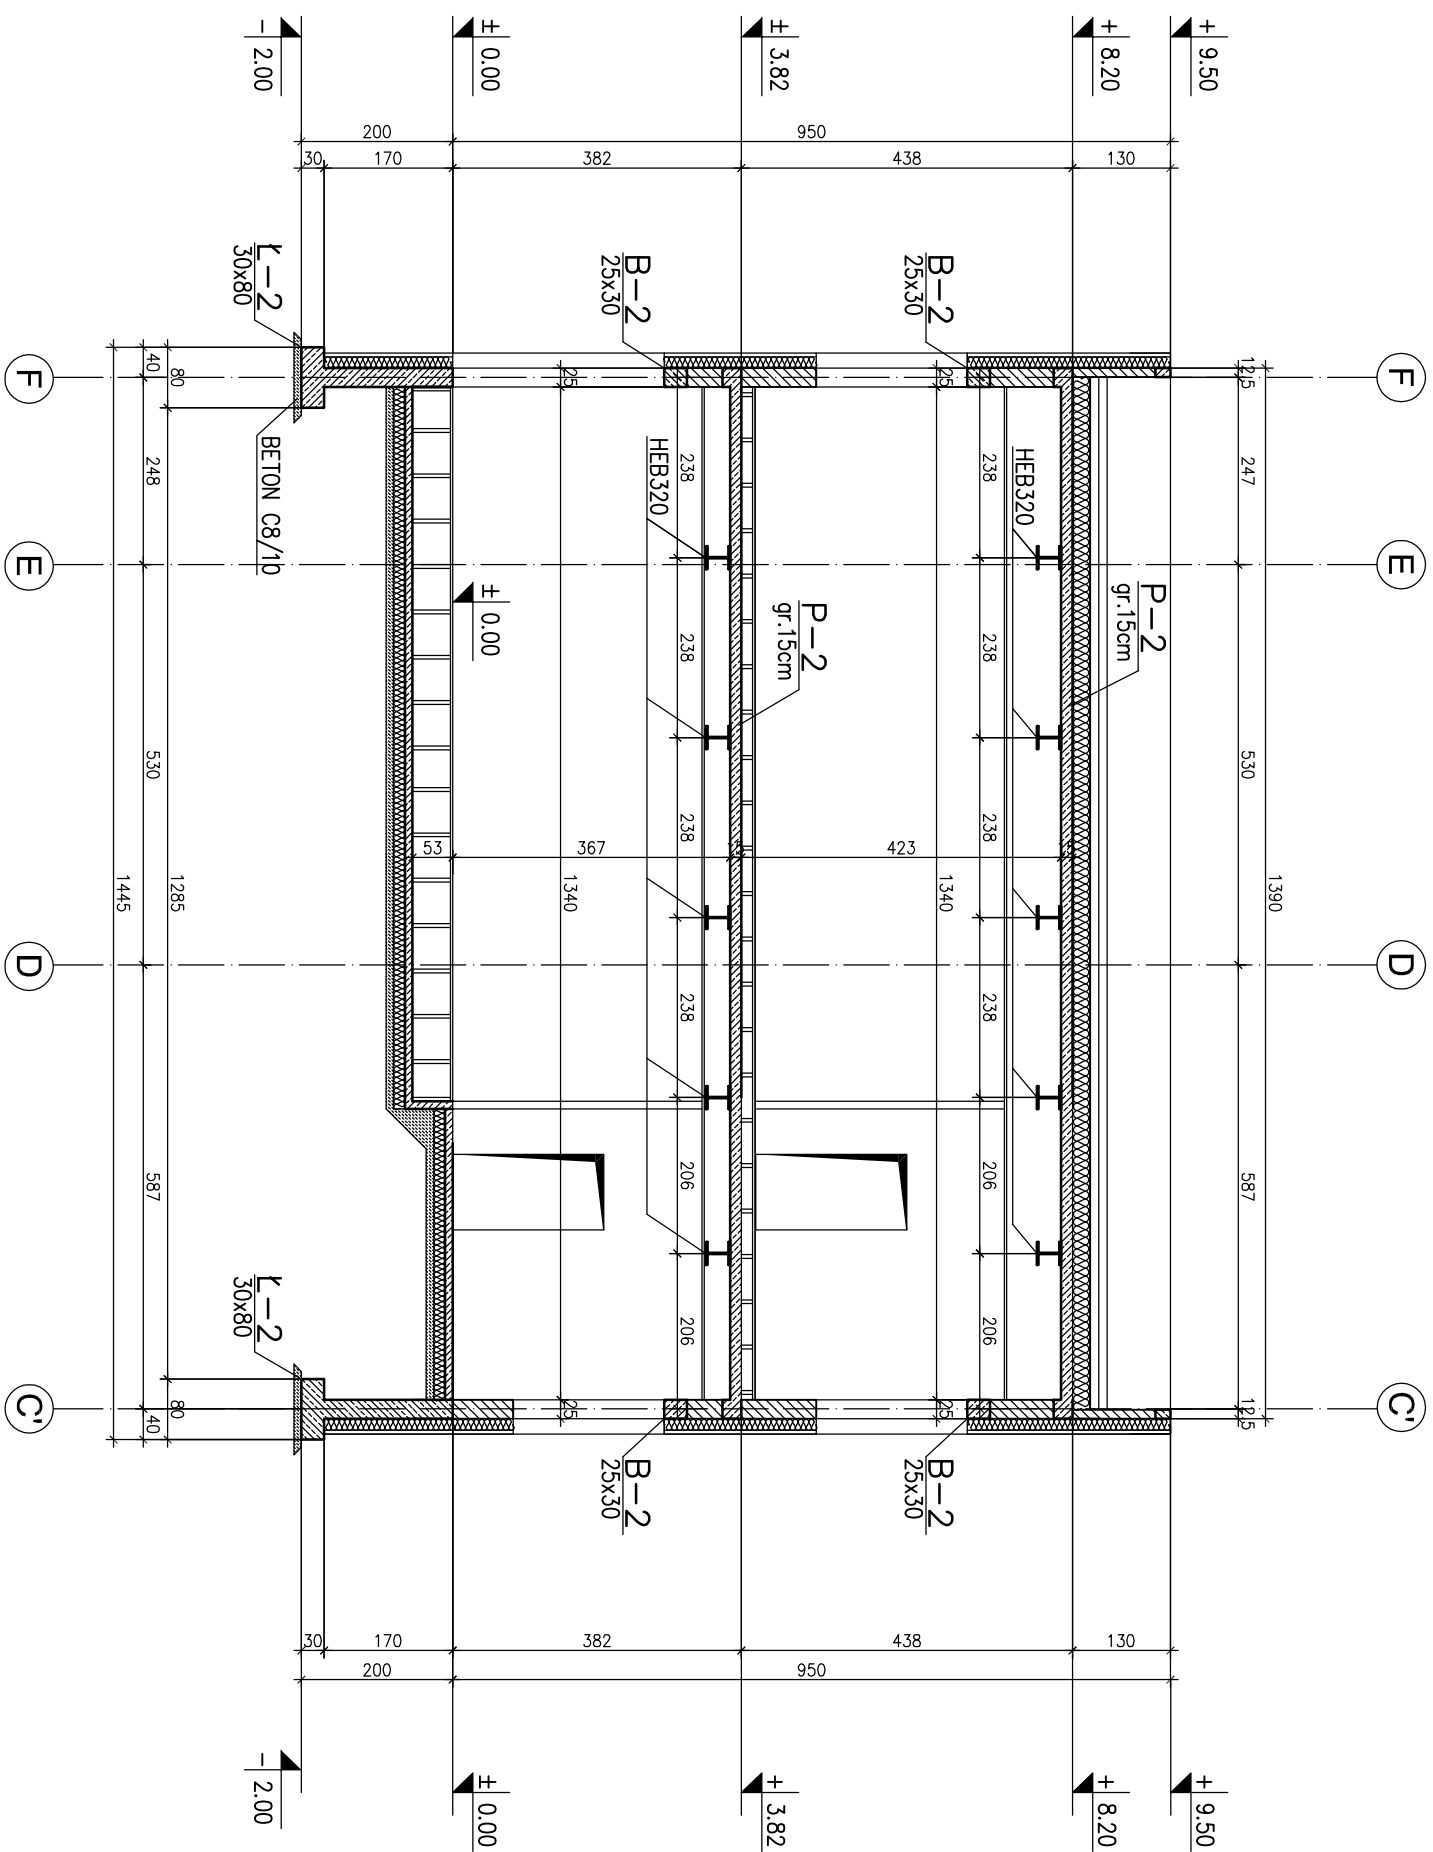 F
E
D
C'
1390
12
5
247
530
587
12
5
+ 9.50
+ 8.20
± 3.82
± 0.00
- 2.00
+ 9.50
+ 8.20
+ 3.82
± 0.00
- 2.00
950
200
130
438
382
170
30
130
438
382
170
30
950
200
P-2
gr.15cm
HEB320
B-2
25x30
B-2
25x30
238
238
238
238
206
206
25
1340
25
423
P-2
gr.15cm
HEB320
B-2
25x30
B-2
25x30
238
238
238
238
206
206
25
1340
25
367
± 0.00
53
Ł-2
30x80
Ł-2
30x80
BETON C8/10
80
1285
80
40
248
530
587
40
1445
F
E
D
C'